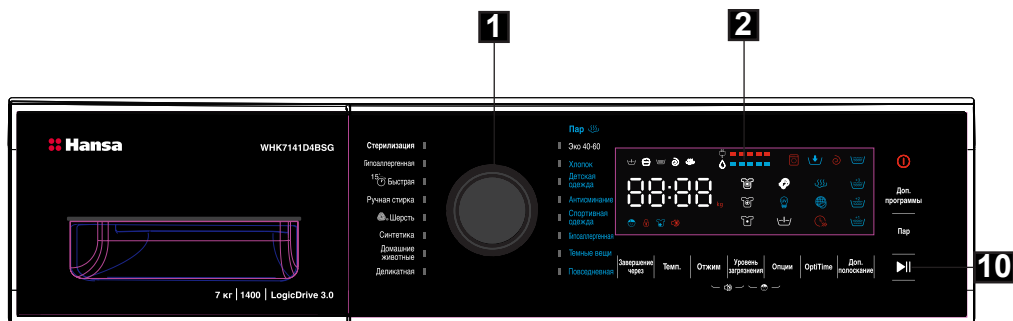 1
2
Hansa
WHK7141D4BSG
7 кг | 1400 | LogicDrive 3.0
Стерилизация
Гипоаллергенная
15' Быстрая
Ручная стирка
Шерсть
Синтетика
Домашние
животные
Деликатная
Пар
Эко 40-60
Хлопок
Детская
одежда
Антисминание
Спортивная
одежда
Гипоаллергенная
Темные вещи
Повседневная
88:88
kg
Завершение
через
Темп.
Отжим
Уровень
загрязнения
Опции
OptiTime
Доп.
полоскание
Доп.
программы
Пар
10